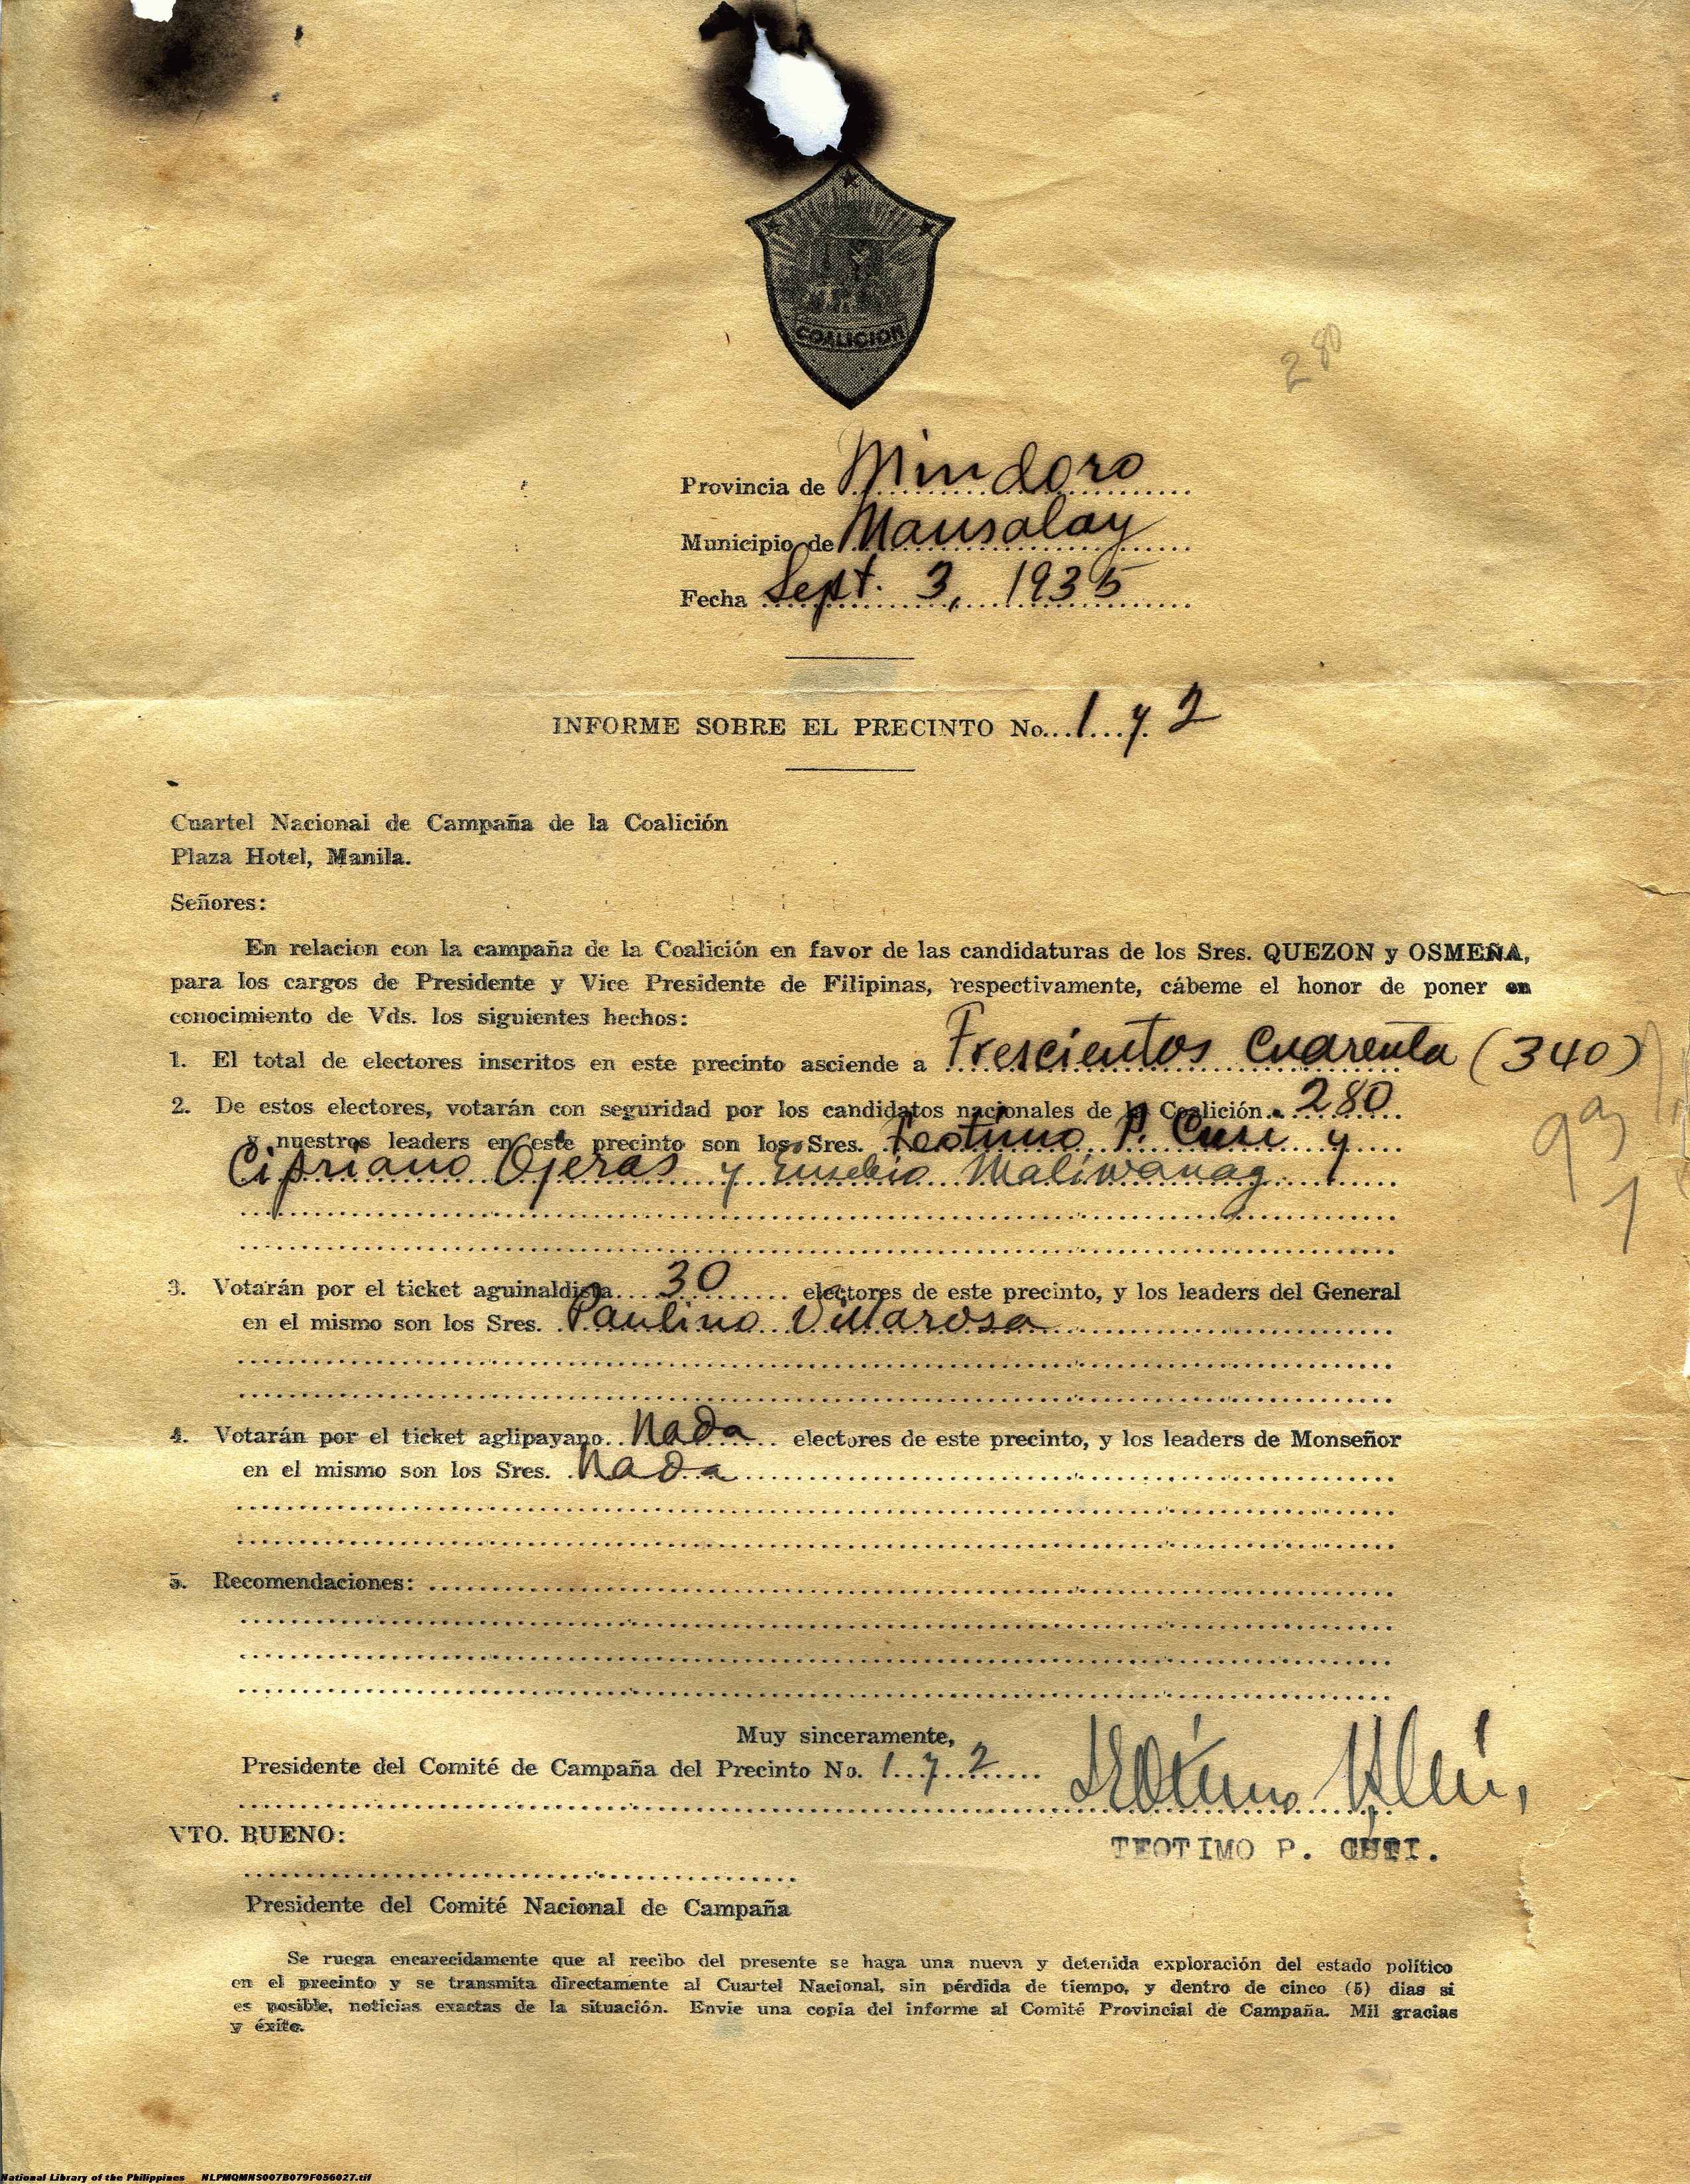 COALICION
280
Provincia de Mindoro
Municipio de Mansalay
Fecha Sept. 3, 1935
INFORME SOBRE EL PRECINTO No. 1 y 2
Cuartel Nacional de Campaña de la Coalición
Plaza Hotel, Manila.
Señores:
En relacion con la campaña de la Coalición en favor de las candidaturas de los Sres. QUEZON y OSMEÑA,
para los cargos de Presidente y Vice Presidente de Filipinas, respectivamente, cábeme el honor de poner en
conocimiento de Vds. los siguientes hechos:
1. El total de electores inscritos en este precinto asciende a Trescientos Cuarenta (340)
2. De estos electores, votarán con seguridad por los candidatos nacionales de la Coalición 280
y nuestros leaders en este precinto son los Sres. Teotimo P. Cusi y
Cipriano Ojeras y Eusebio Maliwanag
3. Votarán por el ticket aguinaldista 30 electores de este precinto, y los leaders del General
en el mismo son los Sres. Paulino Villarosa
4. Votarán por el ticket aglipayano Nada electores de este precinto, y los leaders de Monseñor
en el mismo son los Sres. Nada
5. Recomendaciones:
Muy sinceramente,
Presidente del Comité de Campaña del Precinto No. 1 y 2
VTO. BUENO:
TEOTIMO P. CUSI.
Presidente del Comité Nacional de Campaña
Se ruega encarecidamente que al recibo del presente se haga una nueva y detenida exploración del estado político
en el precinto y se transmita directamente al Cuartel Nacional, sin pérdida de tiempo, y dentro de cinco (5) dias si
es posible, noticias exactas de la situación. Envie una copia del informe al Comité Provincial de Campaña. Mil gracias
y éxito.
National Library of the Philippines NLPMQMNS007B079F056027.tif